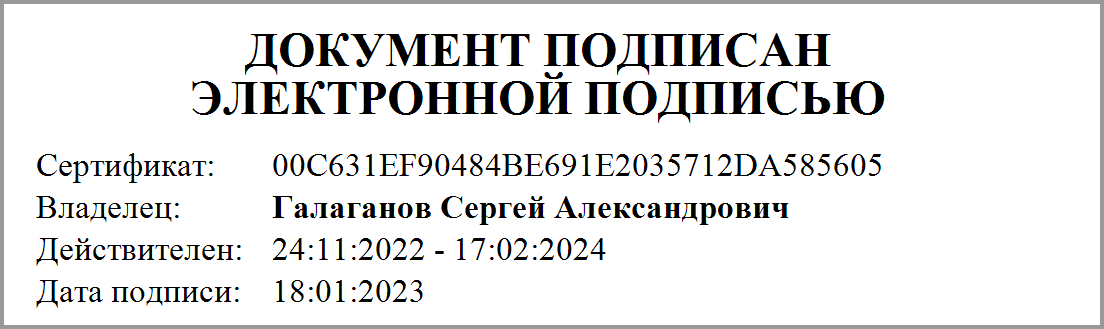 ДОКУМЕНТ ПОДПИСАН
ЭЛЕКТРОННОЙ ПОДПИСЬЮ
Сертификат: 00C631EF90484BE691E2035712DA585605
Владелец: Галаганов Сергей Александрович
Действителен: 24:11:2022 - 17:02:2024
Дата подписи: 18:01:2023